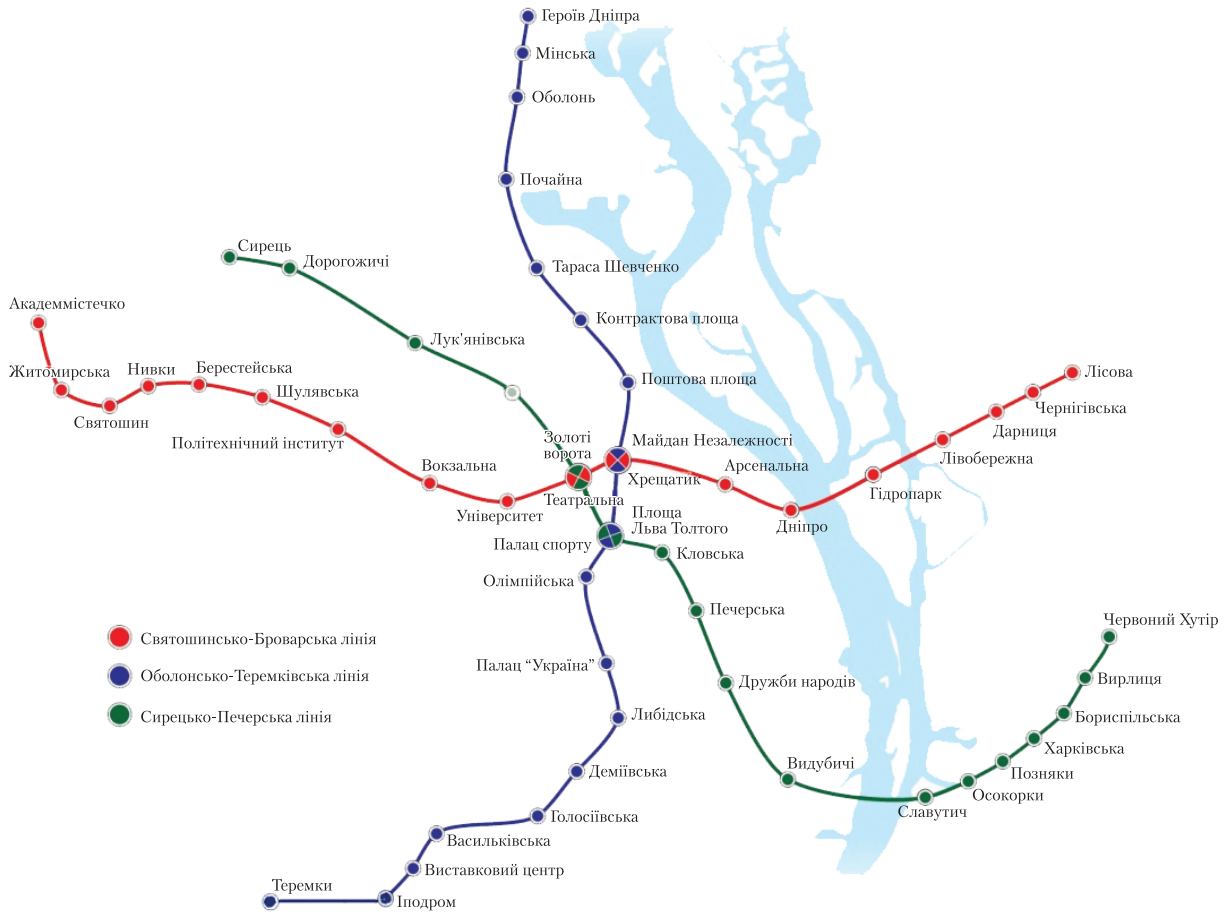 Героїв Дніпра
Мінська
Оболонь
Почайна
Сирець
Дорогожичі
Тараса Шевченко
Академмістечко
Контрактова площа
Лук'янівська
Житомирська
Нивки
Берестейська
Шулявська
Поштова площа
Лісова
Святошин
Чернігівська
Політехнічний інститут
Дарниця
Золоті
ворота
Майдан Незалежності
Вокзальна
Арсенальна
Лівобережна
Хрещатик
Театральна
Гідропарк
Університет
Площа
Льва Толтого
Дніпро
Палац спорту
Кловська
Олімпійська
Печерська
Червоний Хутір
Святошинсько-Броварська лінія
Палац “Україна”
Оболонсько-Теремківська лінія
Дружби народів
Вирлиця
Сирецько-Печерська лінія
Либідська
Бориспільська
Харківська
Деміївська
Видубичі
Позняки
Осокорки
Славутич
Голосіївська
Васильківська
Виставковий центр
Теремки
Іподром